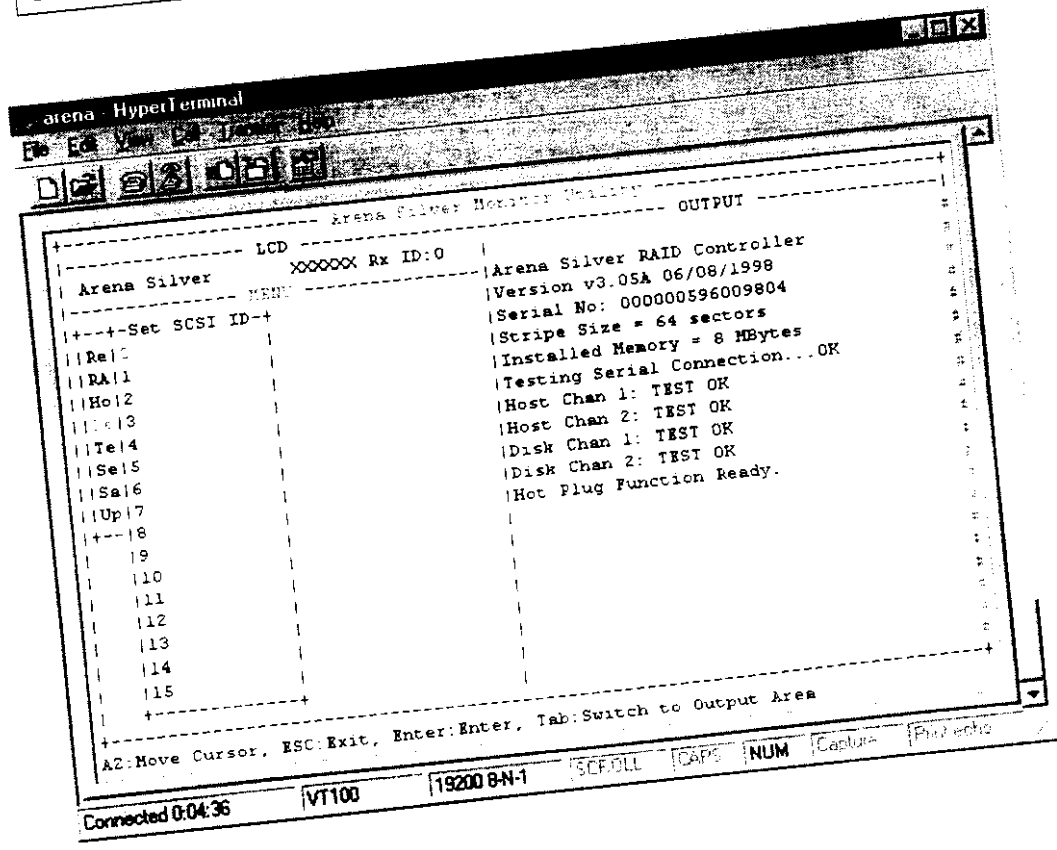 arena - HyperTerminal
File Edit View Call Transfer Help
Arena Silver Monitor Utility
LCD
OUTPUT
Arena Silver XXXXXX Rx ID:0
MENU
Set SCSI ID
Re 0
RA 1
Ho 2
3
Te 4
Se 5
Sa 6
Up 7
8
9
10
11
12
13
14
15
Arena Silver RAID Controller
Version v3.05A 06/08/1998
Serial No: 000000596009804
Stripe Size = 64 sectors
Installed Memory = 8 MBytes
Testing Serial Connection...OK
Host Chan 1: TEST OK
Host Chan 2: TEST OK
Disk Chan 1: TEST OK
Disk Chan 2: TEST OK
Hot Plug Function Ready.
AZ:Move Cursor, ESC:Exit, Enter:Enter, Tab:Switch to Output Area
Connected 0:04:36 VT100 19200 8-N-1 SCROLL CAPS NUM Capture Print echo